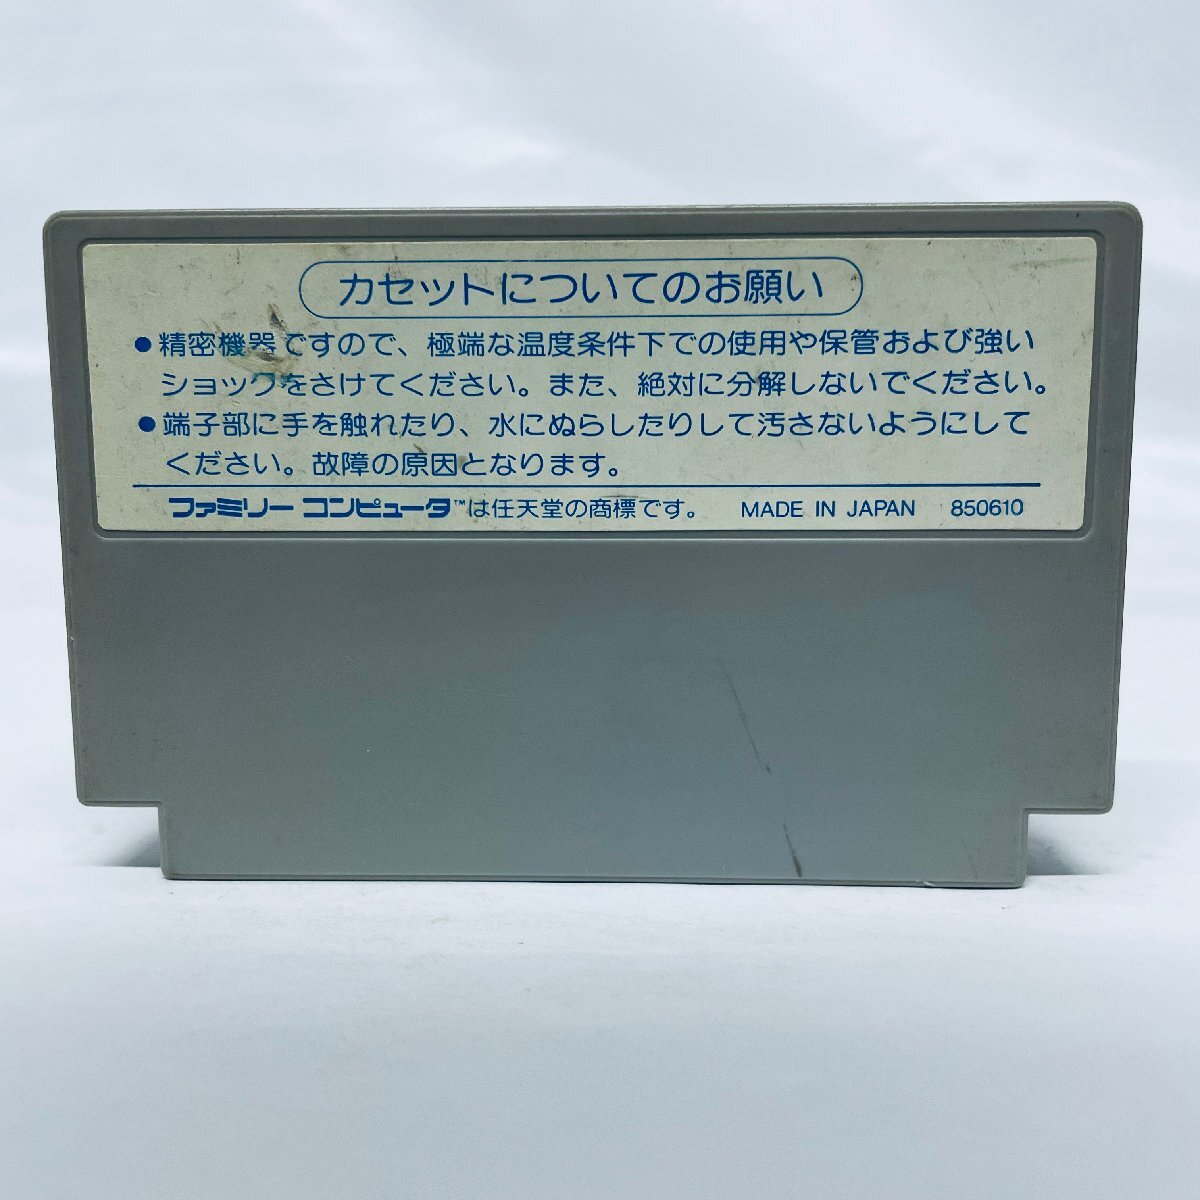 カセットについてのお願い
●精密機器ですので、極端な温度条件下での使用や保管および強い
ショックをさけてください。また、絶対に分解しないでください。
●端子部に手を触れたり、水にぬらしたりして汚さないようにして
ください。故障の原因となります。
ファミリーコンピュータ™は任天堂の商標です。 MADE IN JAPAN 850610